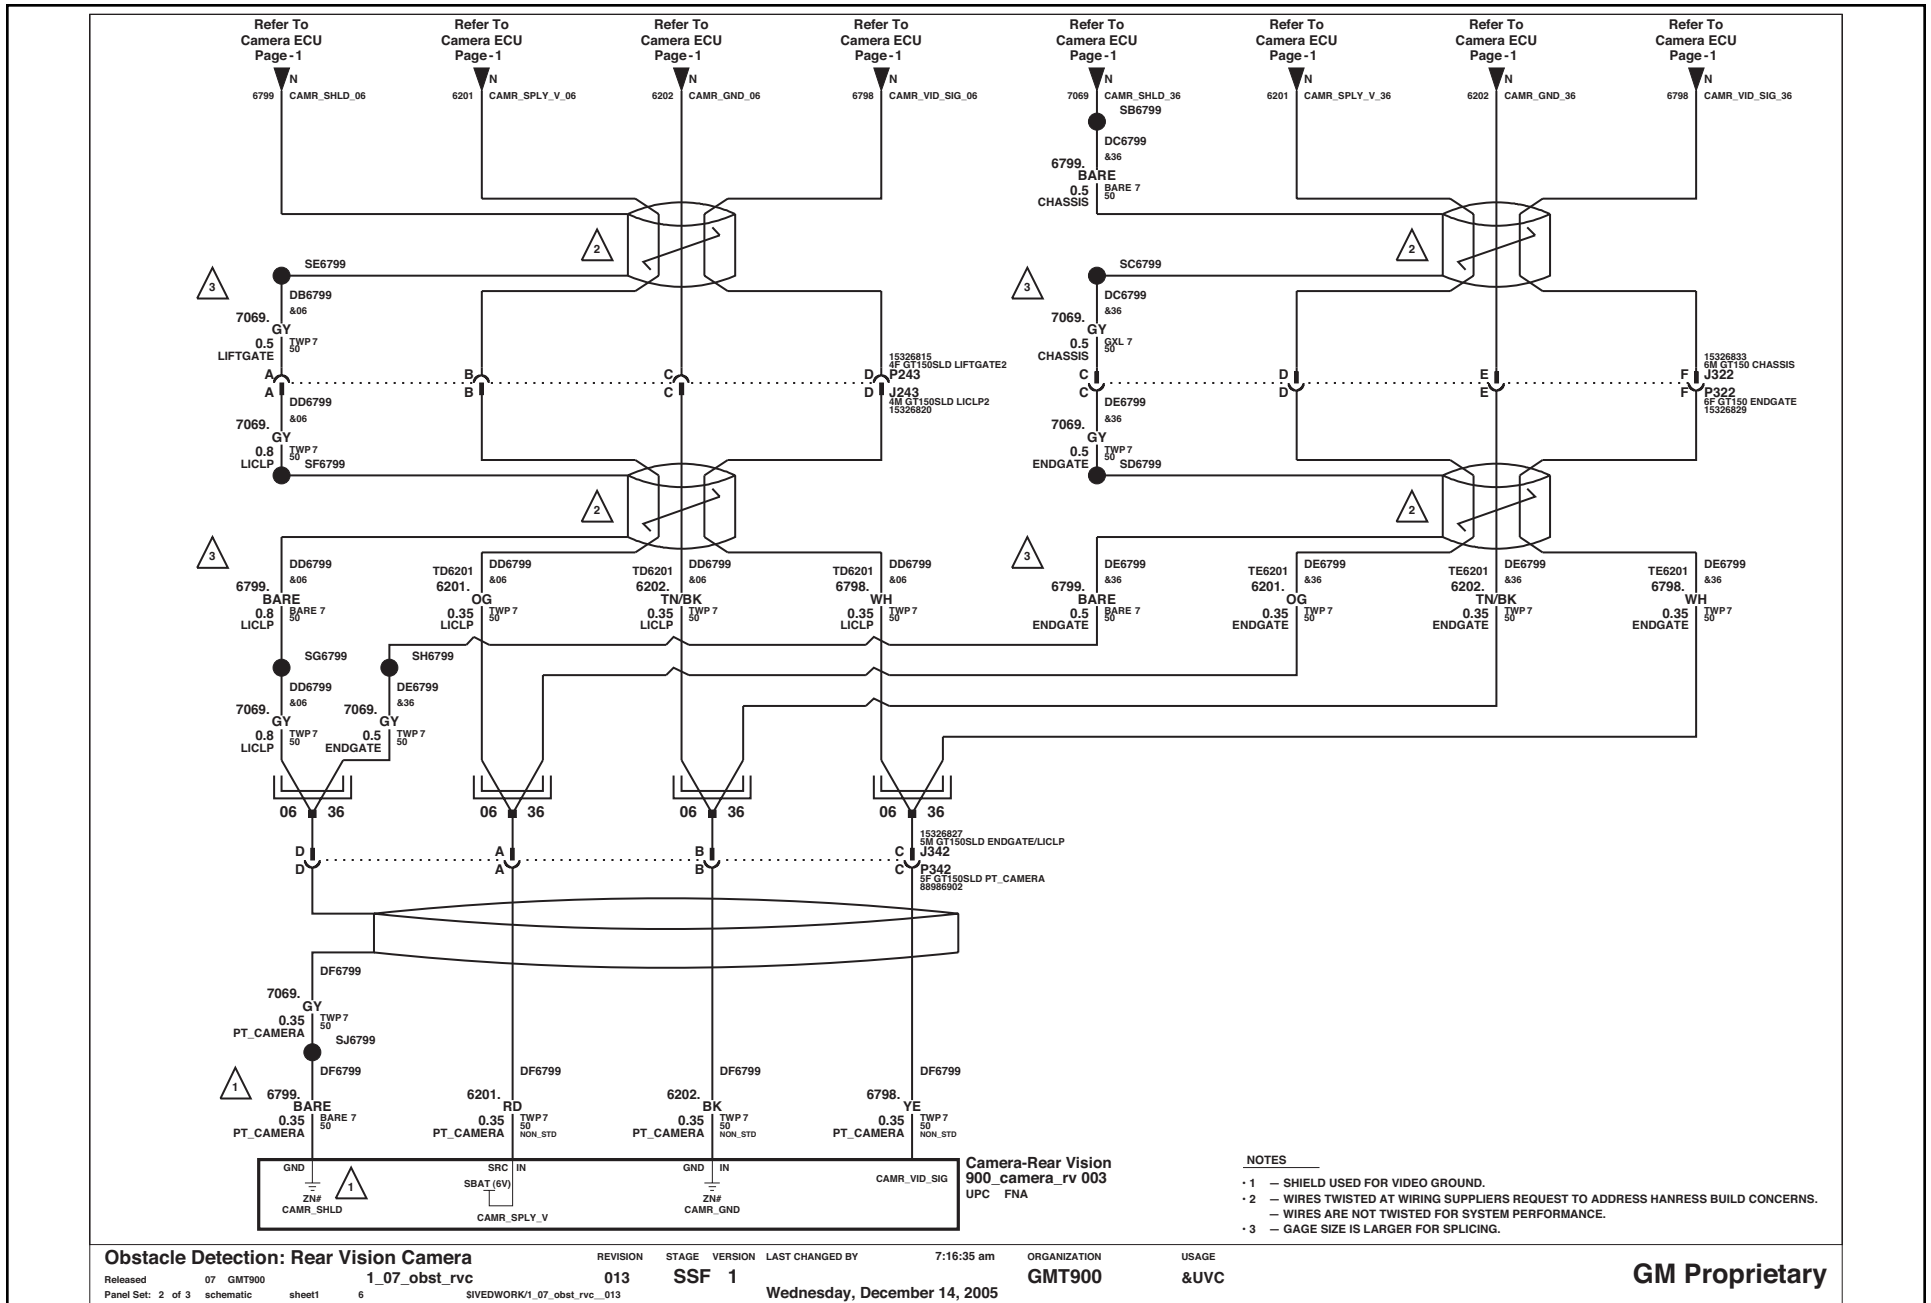 Refer To Refer To Refer To Refer To Refer To Refer To Refer To Refer To
Camera ECU Camera ECU Camera ECU Camera ECU Camera ECU Camera ECU Camera ECU Camera ECU
Page-1 Page-1 Page-1 Page-1 Page-1 Page-1 Page-1 Page-1
N N N N N N N N
6799 CAMR_SHLD_06 6201 CAMR_SPLY_V_06 6202 CAMR_GND_06 6798 CAMR_VID_SIG_06 7069 CAMR_SHLD_36 6201 CAMR_SPLY_V_36 6202 CAMR_GND_36 6798 CAMR_VID_SIG_36
SB6799
DC6799
&36
6799.
BARE
0.5 BARE 7
50
CHASSIS
2 2
SE6799 SC6799
3 3
DB6799 DC6799
&06 &36
7069. 7069.
GY GY
0.5 TWP 7 0.5 GXL 7
50 50
LIFTGATE CHASSIS
15326815 15326833
4F GT150SLD LIFTGATE2 6M GT150 CHASSIS
A B C D P243 C D E F J322
A B C D J243 C D E F P322
4M GT150SLD LICLP2 6F GT150 ENDGATE
15326820 15326829
DD6799 DE6799
&06 &36
7069. 7069.
GY GY
0.8 TWP 7 0.5 TWP 7
50 50
LICLP SF6799 ENDGATE SD6799
2 2
3 3
DD6799 DD6799 DD6799 DD6799 DE6799 DE6799 DE6799 DE6799
TD6201 TD6201 TD6201 TE6201 TE6201 TE6201
&06 &06 &06 &06 &36 &36 &36 &36
6799. 6201. 6202. 6798. 6799. 6201. 6202. 6798.
BARE OG TN/BK WH BARE OG TN/BK WH
0.8 BARE 7 0.35 TWP 7 0.35 TWP 7 0.35 TWP 7 0.5 BARE 7 0.35 TWP 7 0.35 TWP 7 0.35 TWP 7
50 50 50 50 50 50 50 50
LICLP LICLP LICLP LICLP ENDGATE ENDGATE ENDGATE ENDGATE
SG6799 SH6799
DD6799 DE6799
&06 &36
7069. 7069.
GY GY
0.8 TWP 7 0.5 TWP 7
50 50
LICLP ENDGATE
06 36 06 36 06 36 06 36
15326827
5M GT150SLD ENDGATE/LICLP
D A B C J342
D A B C P342
5F GT150SLD PT_CAMERA
88986902
DF6799
7069.
GY
0.35 TWP 7
50
PT_CAMERA
SJ6799
DF6799 DF6799 DF6799 DF6799
1
6799. 6201. 6202. 6798.
BARE RD BK YE
0.35 BARE 7 0.35 TWP 7 0.35 TWP 7 0.35 TWP 7
50 50 50 50
PT_CAMERA PT_CAMERA NON_STD PT_CAMERA NON_STD PT_CAMERA NON_STD
GND SRC IN GND IN
1 SBAT (6V) CAMR_VID_SIG
ZN# ZN#
CAMR_SHLD CAMR_SPLY_V CAMR_GND
Camera-Rear Vision
900_camera_rv 003
UPC FNA
NOTES
· 1 – SHIELD USED FOR VIDEO GROUND.
· 2 – WIRES TWISTED AT WIRING SUPPLIERS REQUEST TO ADDRESS HANRESS BUILD CONCERNS.
– WIRES ARE NOT TWISTED FOR SYSTEM PERFORMANCE.
· 3 – GAGE SIZE IS LARGER FOR SPLICING.
Obstacle Detection: Rear Vision Camera REVISION STAGE VERSION LAST CHANGED BY 7:16:35 am ORGANIZATION USAGE
Released 07 GMT900 1_07_obst_rvc 013 SSF 1 GMT900 &UVC GM Proprietary
Panel Set: 2 of 3 schematic sheet1 6 $IVEDWORK/1_07_obst_rvc__013 Wednesday, December 14, 2005